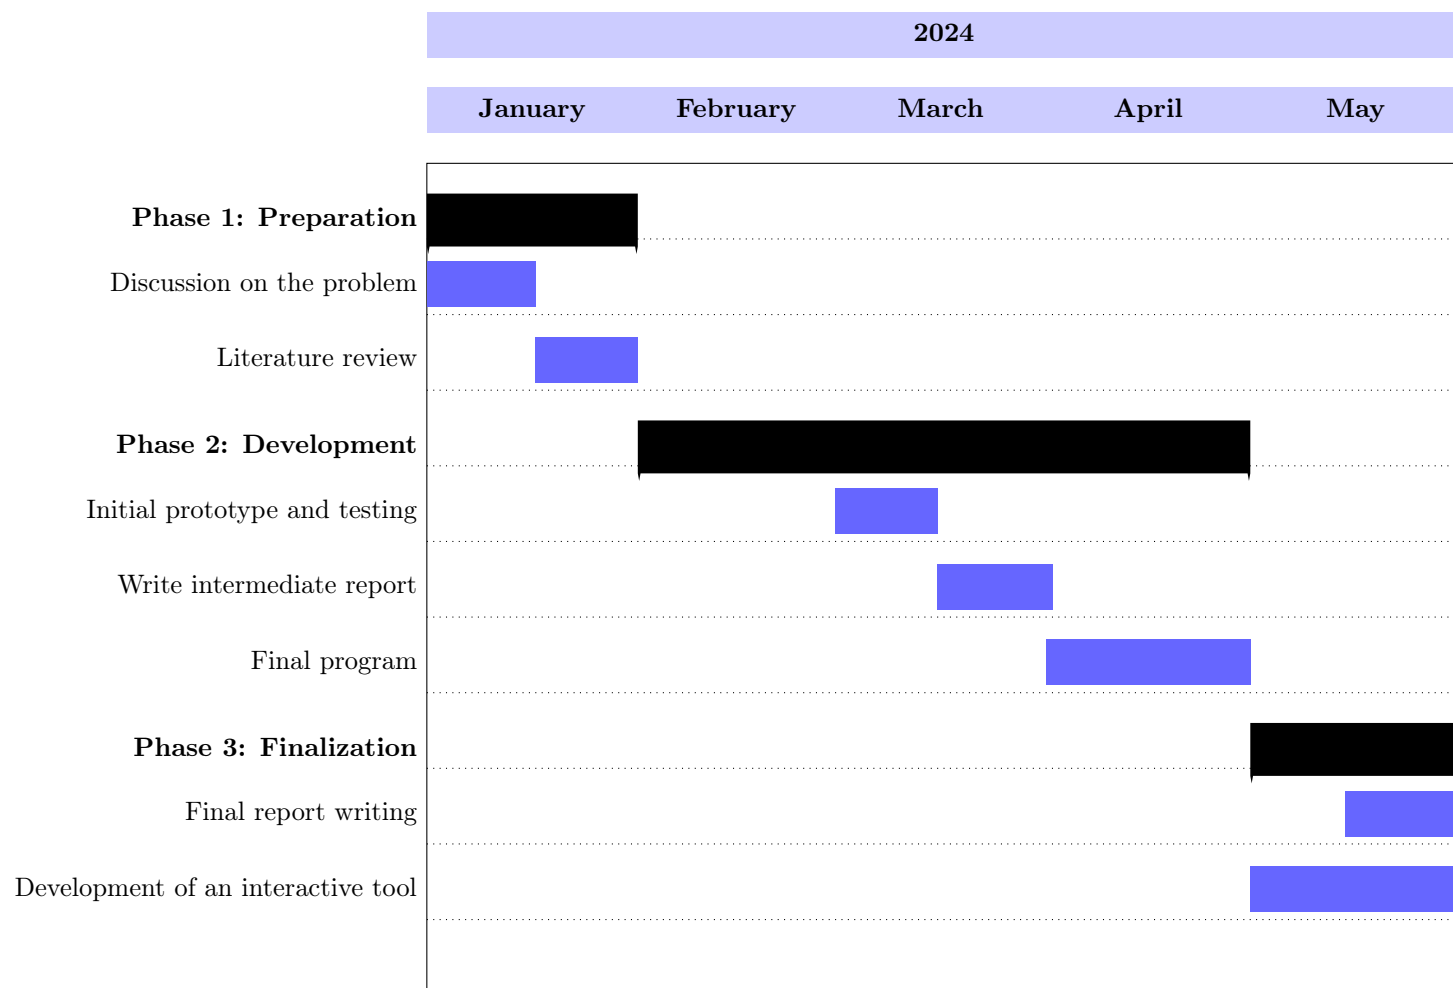 2024
January February March April May
Phase 1: Preparation
Discussion on the problem
Literature review
Phase 2: Development
Initial prototype and testing
Write intermediate report
Final program
Phase 3: Finalization
Final report writing
Development of an interactive tool